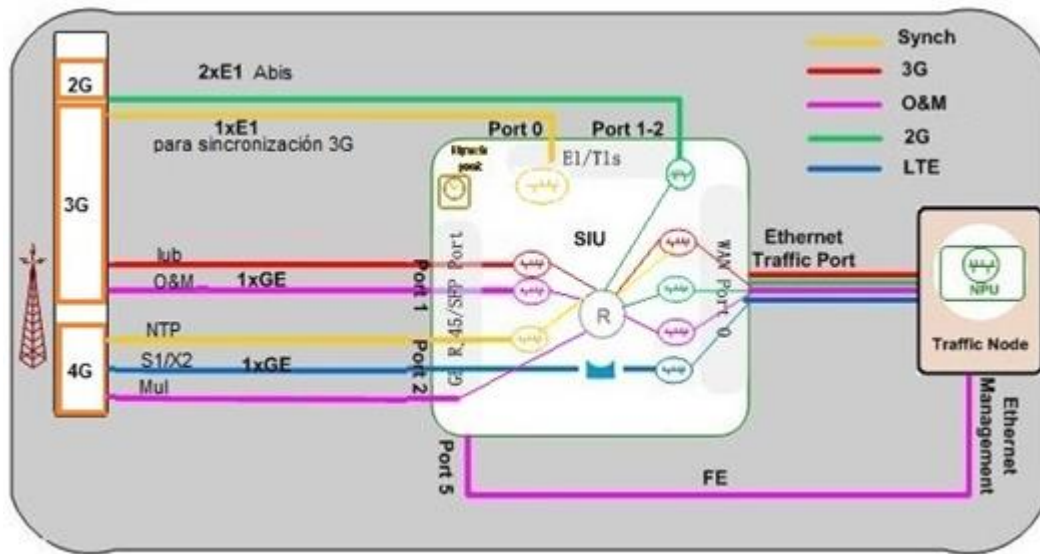 Synch
3G
O&M
2G
LTE
2G
2xE1 Abis
1xE1
para sincronización 3G
Port 0
Port 1-2
E1/T1s
3G
SIU
Iub
O&M
1xGE
Port 1
GE R.45/SFP Port
R
WAN Port 0
Ethernet
Traffic Port
NPU
Traffic Node
NTP
S1/X2
1xGE
MuI
4G
Port 2
Port 5
FE
Ethernet
Management